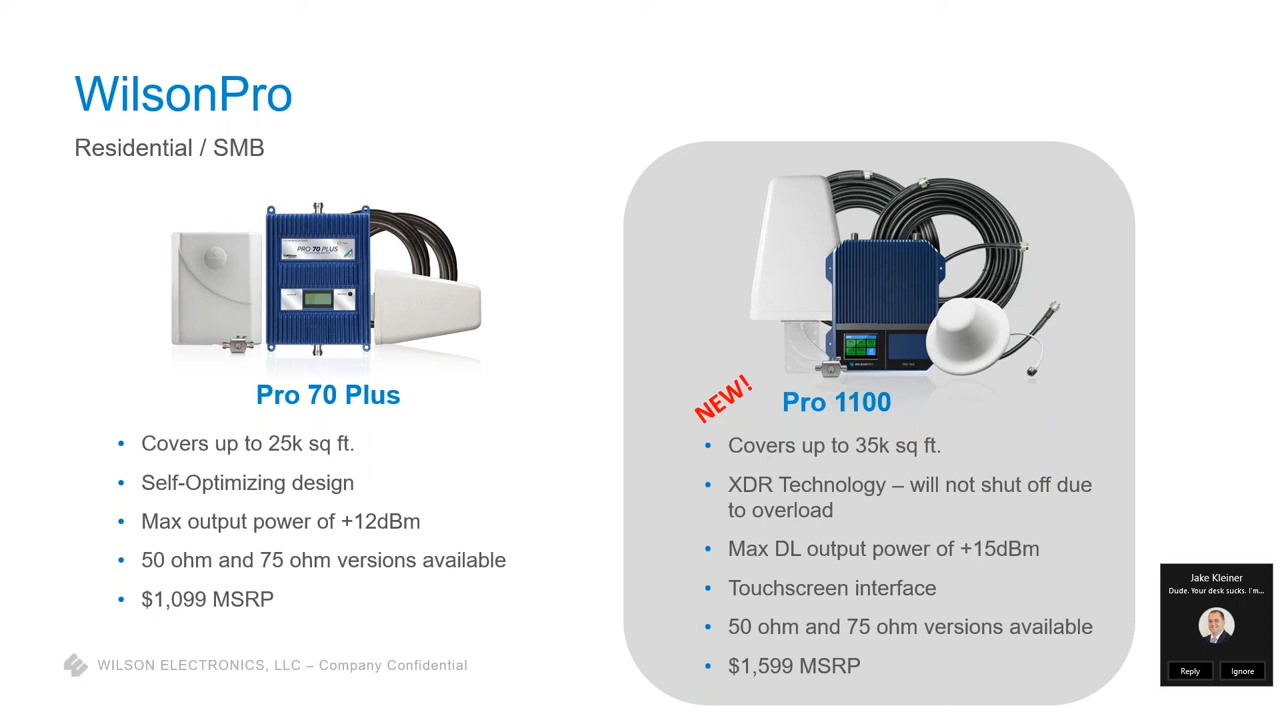 WilsonPro
Residential / SMB
PRO 70 PLUS
Pro 70 Plus
• Covers up to 25k sq ft.
• Self-Optimizing design
• Max output power of +12dBm
• 50 ohm and 75 ohm versions available
• $1,099 MSRP
WILSON ELECTRONICS, LLC – Company Confidential
WILSONPRO
NEW!
Pro 1100
• Covers up to 35k sq ft.
• XDR Technology – will not shut off due
to overload
• Max DL output power of +15dBm
• Touchscreen interface
• 50 ohm and 75 ohm versions available
• $1,599 MSRP
Jake Kleiner
Dude. Your desk sucks. I'm...
Reply
Ignore